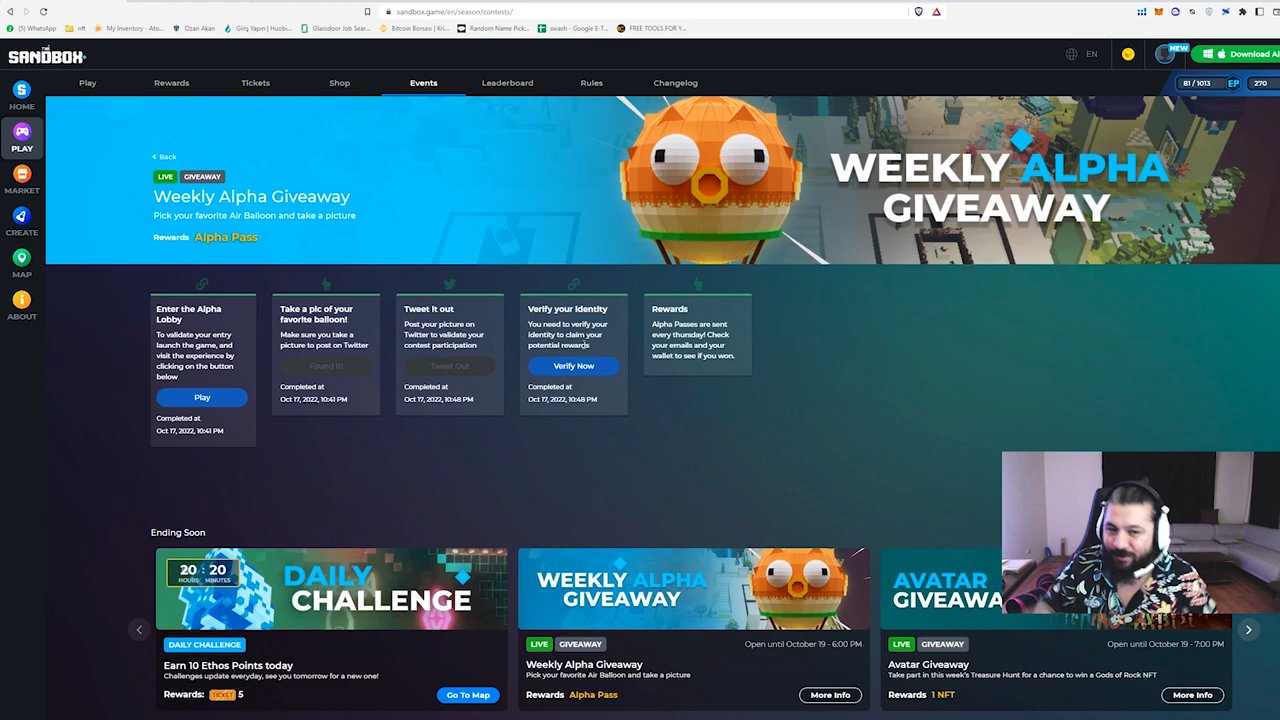 sandbox.game/en/season/contests/
(5) WhatsApp
nft
My Inventory - Ato...
Ozan Akan
Giriş Yapın | Huobi...
Glassdoor Job Sear...
Bitcoin Borsası | Kri...
Random Name Pick...
swash - Google E-T...
FREE TOOLS FOR Y...
THE
SANDBOX
EN
NEW
Download Al
HOME
PLAY
MARKET
CREATE
MAP
ABOUT
Play
Rewards
Tickets
Shop
Events
Leaderboard
Rules
Changelog
81 / 1013
EP
270
Back
LIVE
GIVEAWAY
Weekly Alpha Giveaway
Pick your favorite Air Balloon and take a picture
Rewards Alpha Pass
WEEKLY ALPHA
GIVEAWAY
Enter the Alpha
Lobby
To validate your entry
launch the game, and
visit the experience by
clicking on the button
below
Play
Completed at
Oct 17, 2022, 10:41 PM
Take a pic of your
favorite balloon!
Make sure you take a
picture to post on Twitter
Found it!
Completed at
Oct 17, 2022, 10:41 PM
Tweet it out
Post your picture on
Twitter to validate your
contest participation
Tweet Out
Completed at
Oct 17, 2022, 10:48 PM
Verify your identity
You need to verify your
identity to claim your
potential rewards
Verify Now
Completed at
Oct 17, 2022, 10:48 PM
Rewards
Alpha Passes are sent
every thursday! Check
your emails and your
wallet to see if you won.
Ending Soon
20 : 20
HOURS MINUTES
DAILY
CHALLENGE
DAILY CHALLENGE
Earn 10 Ethos Points today
Challenges update everyday, see you tomorrow for a new one!
Rewards: TICKET 5
Go To Map
WEEKLY ALPHA
GIVEAWAY
LIVE
GIVEAWAY
Open until October 19 - 6:00 PM
Weekly Alpha Giveaway
Pick your favorite Air Balloon and take a picture
Rewards Alpha Pass
More Info
AVATAR
GIVEAWA
LIVE
GIVEAWAY
Open until October 19 - 7:00 PM
Avatar Giveaway
Take part in this week's Treasure Hunt for a chance to win a Gods of Rock NFT
Rewards 1 NFT
More Info